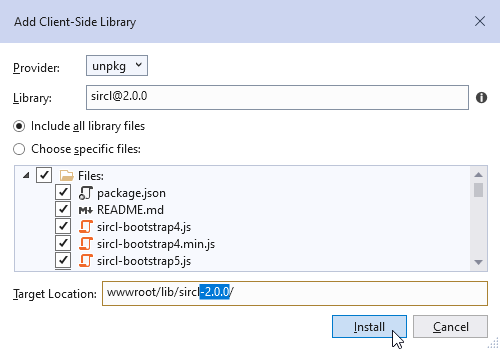 Add Client-Side Library
Provider: unpkg
Library: sircl@2.0.0
Include all library files
Choose specific files:
Files:
package.json
README.md
sircl-bootstrap4.js
sircl-bootstrap4.min.js
sircl-bootstrap5.js
Target Location: wwwroot/lib/sircl-2.0.0/
Install Cancel